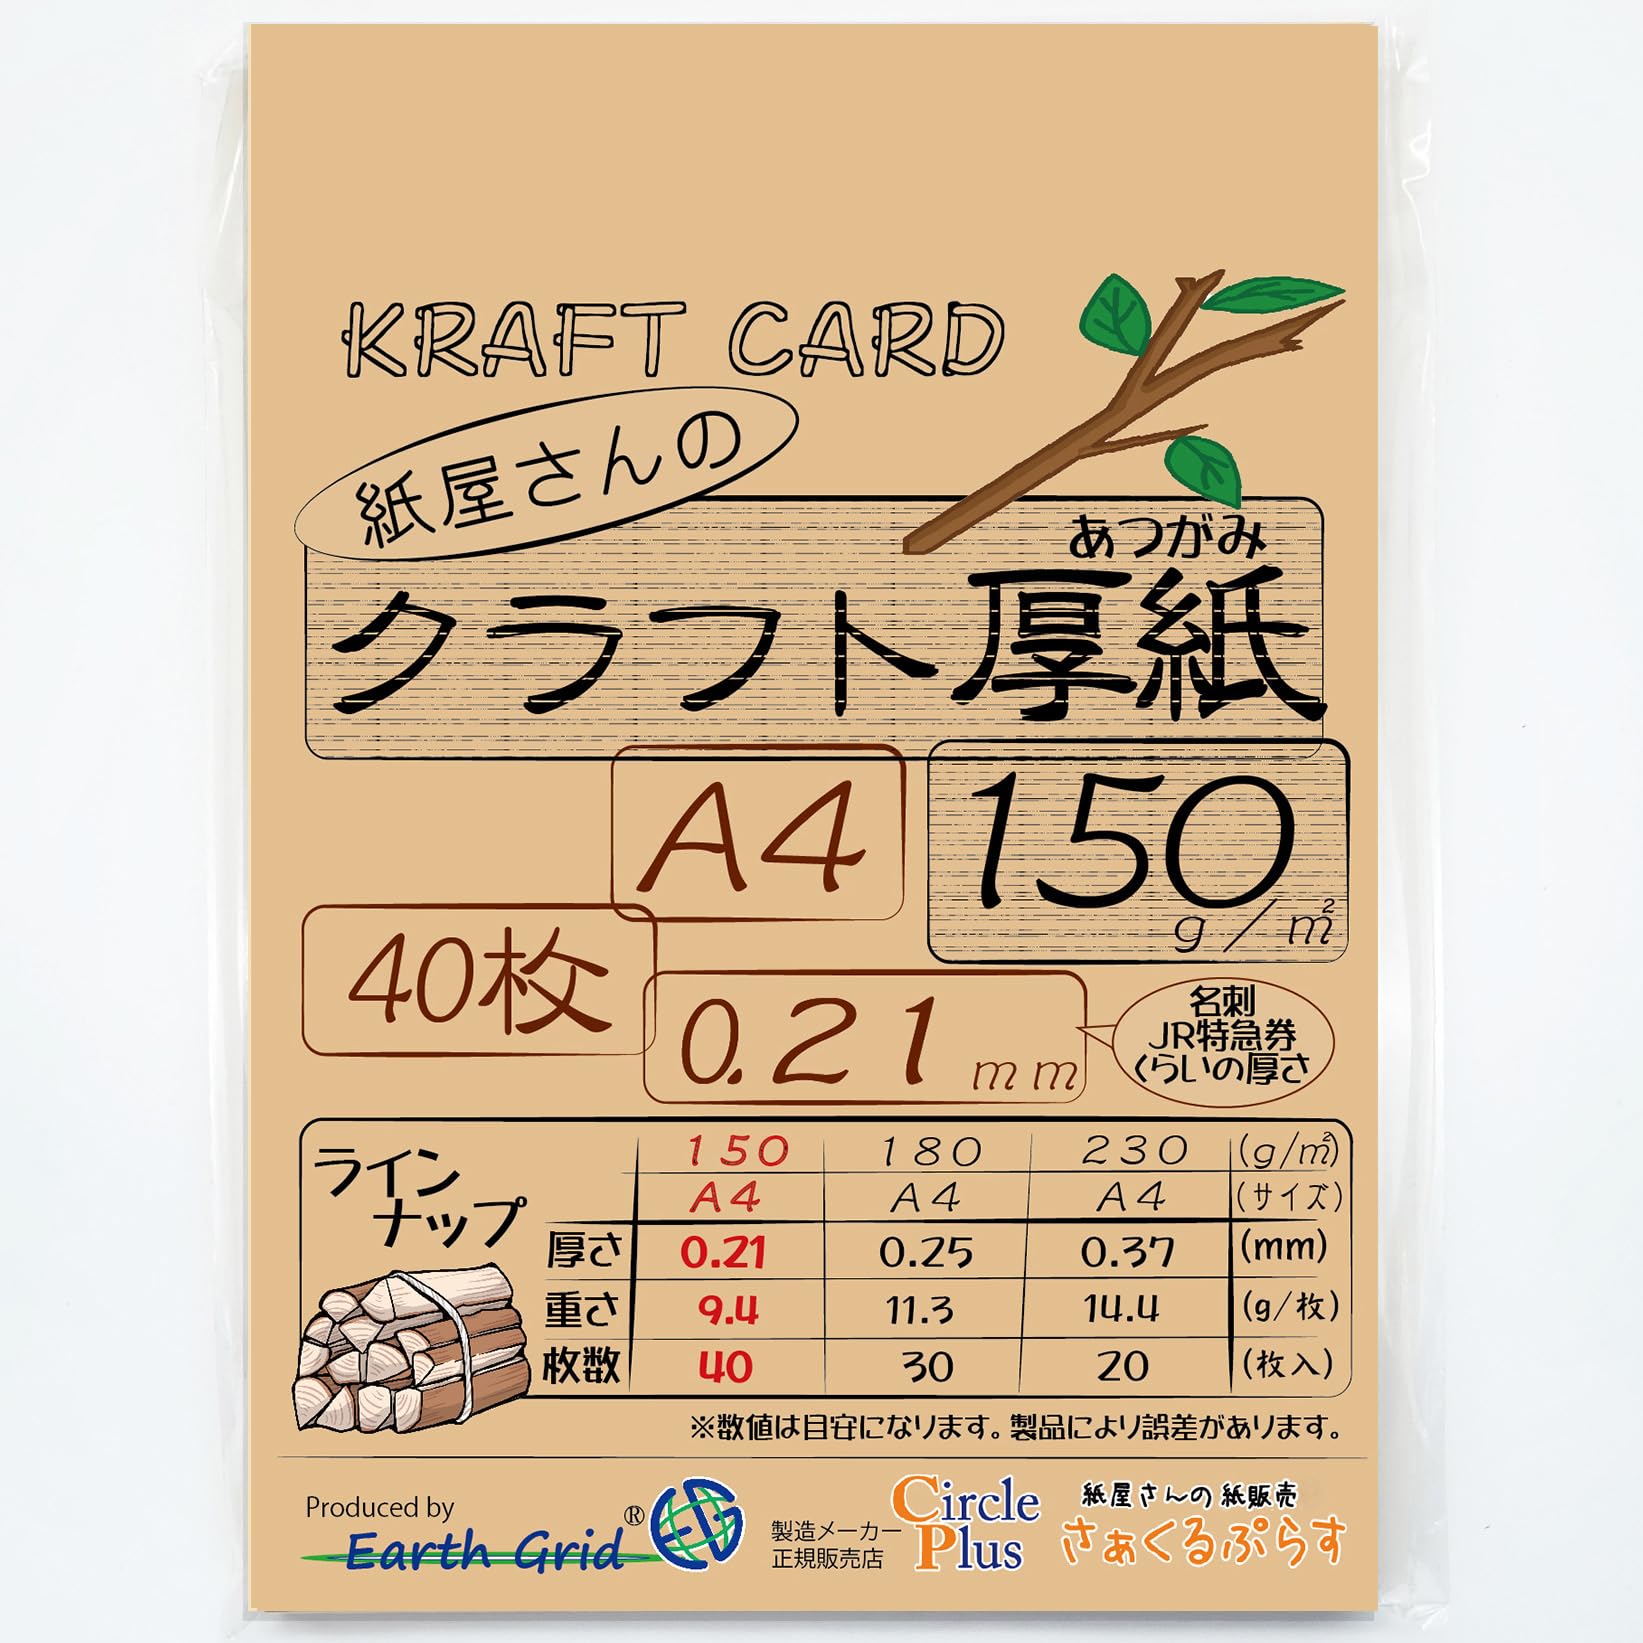 KRAFT CARD
紙屋さんの
あつがみ
クラフト厚紙
A4
150
g/㎡
40枚
0.21mm
名刺
JR特急券
くらいの厚さ
ライン
ナップ
150 180 230 (g/㎡)
A4 A4 A4 (サイズ)
厚さ 0.21 0.25 0.37 (mm)
重さ 9.4 11.3 14.4 (g/枚)
枚数 40 30 20 (枚入)
※数値は目安になります。製品により誤差があります。
Produced by
Earth Grid® EG
製造メーカー
正規販売店
Circle
Plus
紙屋さんの紙販売
さぁくるぷらす